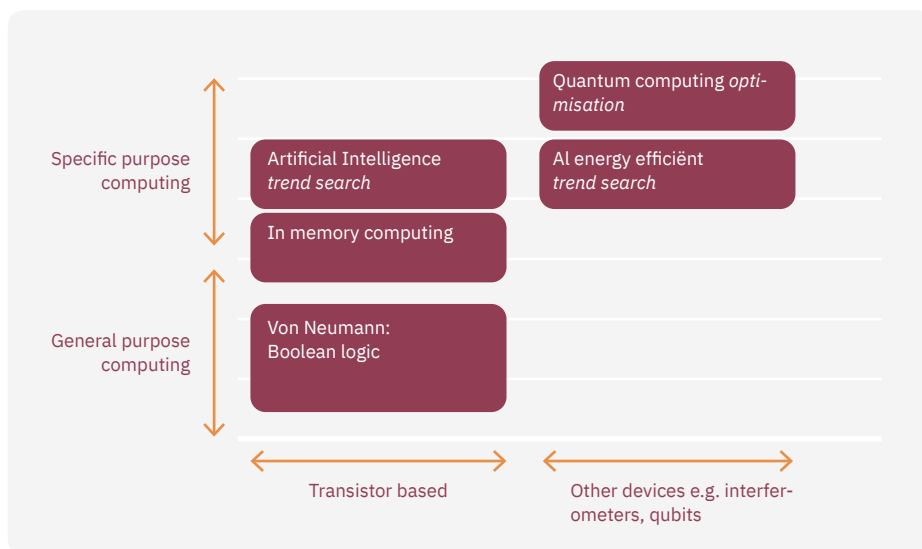 Quantum computing opti-
misation
Specific purpose
computing
Artificial Intelligence
trend search
AI energy efficiënt
trend search
In memory computing
General purpose
computing
Von Neumann:
Boolean logic
Transistor based
Other devices e.g. interfer-
ometers, qubits